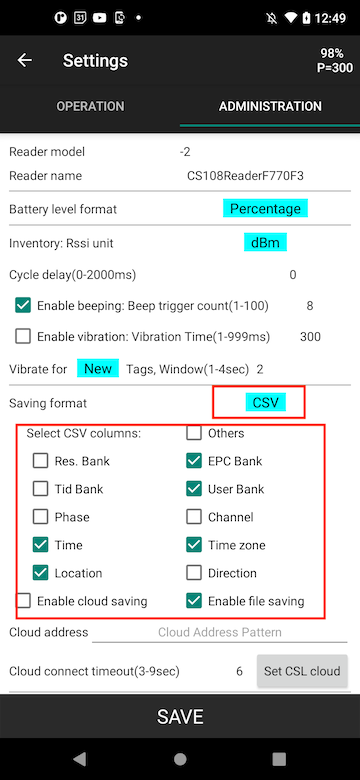 31
12:49
Settings
98%
P=300
OPERATION ADMINISTRATION
Reader model -2
Reader name CS108ReaderF770F3
Battery level format Percentage
Inventory: Rssi unit dBm
Cycle delay(0-2000ms) 0
Enable beeping: Beep trigger count(1-100) 8
Enable vibration: Vibration Time(1-999ms) 300
Vibrate for New Tags, Window(1-4sec) 2
Saving format CSV
Select CSV columns: Others
Res. Bank EPC Bank
Tid Bank User Bank
Phase Channel
Time Time zone
Location Direction
Enable cloud saving Enable file saving
Cloud address Cloud Address Pattern
Cloud connect timeout(3-9sec) 6 Set CSL cloud
SAVE